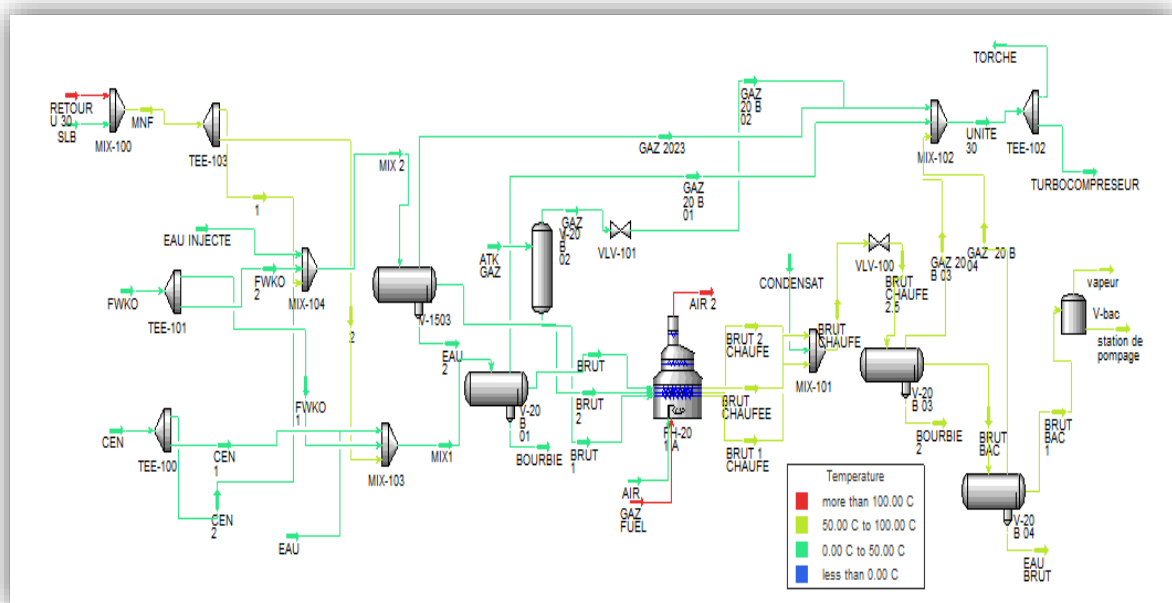 RETOUR
U 30
SLB
MIX-100
MNF
TEE-103
1
2
EAU INJECTE
FWKO
TEE-101
FWKO
2
MIX-104
FWKO
1
CEN
TEE-100
CEN
1
CEN
2
MIX-103
MIX1
EAU
MIX 2
V-1503
EAU
2
ATK
GAZ
GAZ
V-20
B
02
VLV-101
GAZ
20 B
02
GAZ 2023
GAZ
20 B
01
V-20
B
01
BOURBIE
BRUT
BRUT
2
BRUT
1
AIR 2
FH-20
1 A
AIR
GAZ
FUEL
BRUT 2
CHAUFE
BRUT
CHAUFEE
BRUT 1
CHAUFE
CONDENSAT
MIX-101
BRUT
CHAUFE
VLV-100
BRUT
CHAUFE
2.5
V-20
B 03
BOURBIE
2
GAZ 20
B 03
GAZ 20 B
04
MIX-102
UNITE
30
TEE-102
TORCHE
TURBOCOMPRESEUR
BRUT
BAC
V-20
B 04
EAU
BRUT
BRUT
BAC
1
vapeur
V-bac
station de
pompage
Temperature
more than 100.00 C
50.00 C to 100.00 C
0.00 C to 50.00 C
less than 0.00 C